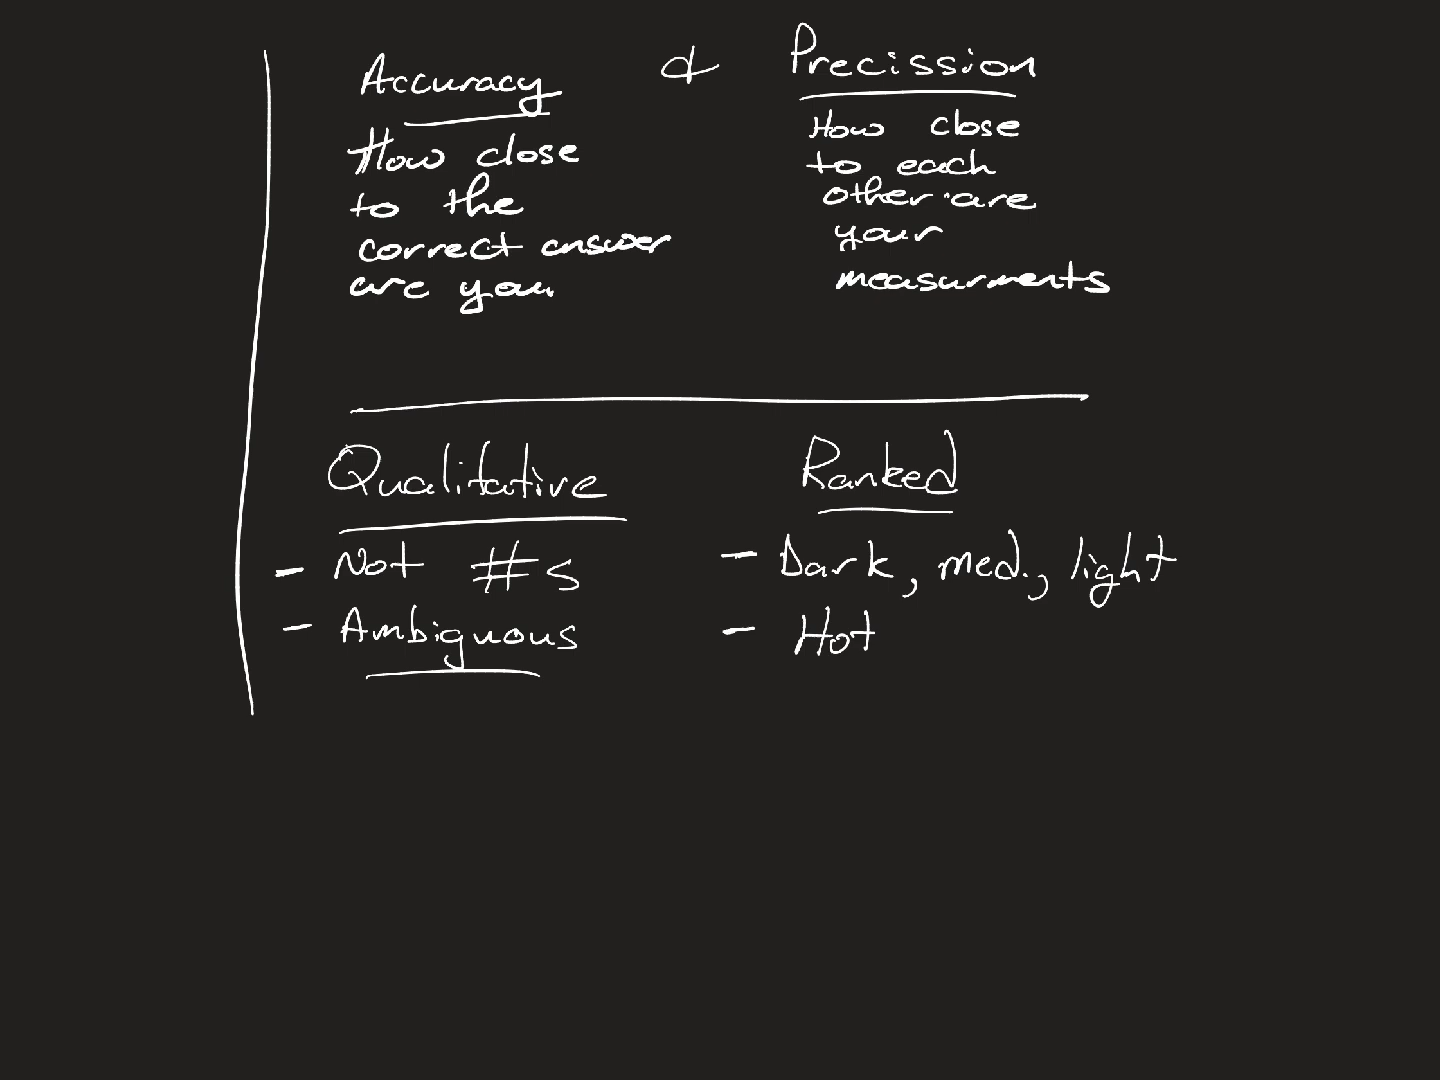 Accuracy & Precission
How close
to the
correct answer
are you
How close
to each
other are
your
measurments
Qualitative
- Not #s
- Ambiguous
Ranked
- Dark, med., light
- Hot